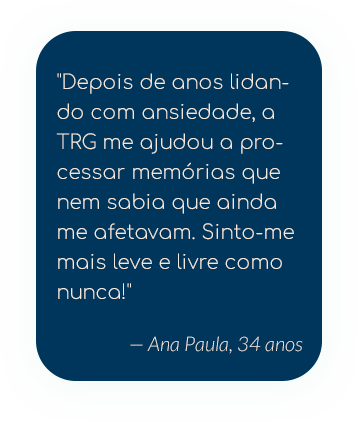 "Depois de anos lidan-
do com ansiedade, a
TRG me ajudou a pro-
cessar memórias que
nem sabia que ainda
me afetavam. Sinto-me
mais leve e livre como
nunca!"
— Ana Paula, 34 anos